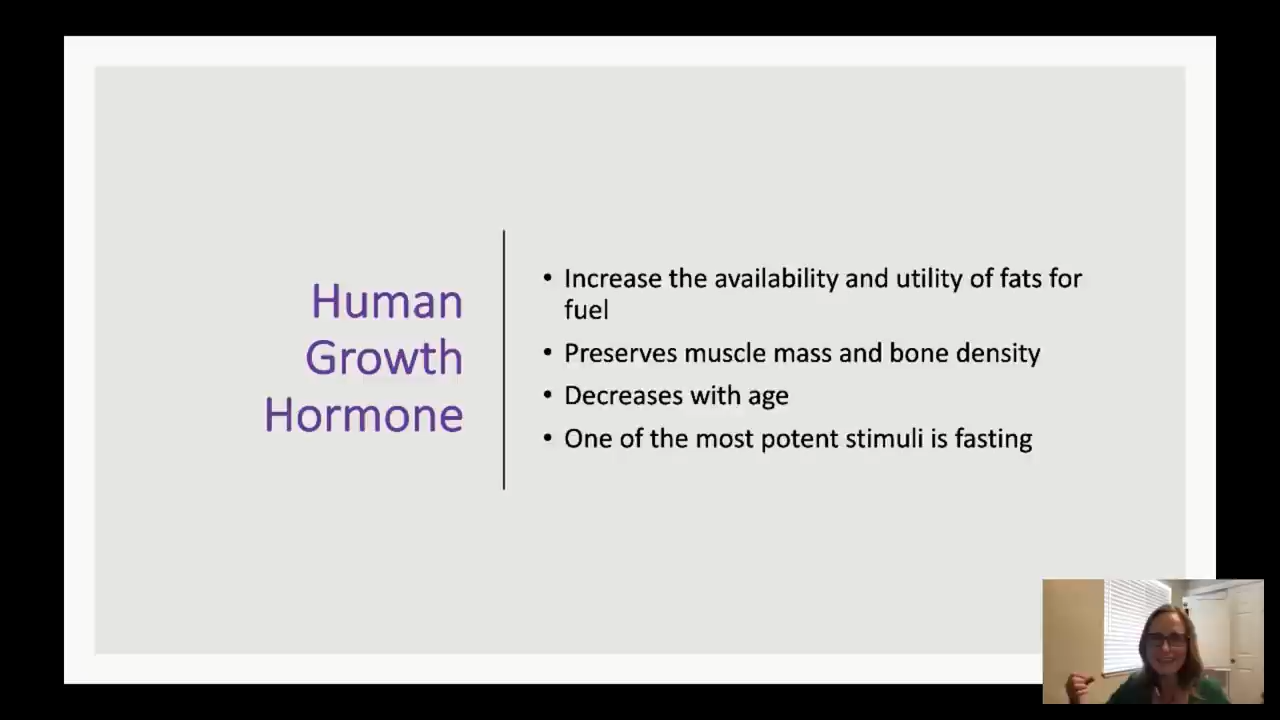 Human
Growth
Hormone
• Increase the availability and utility of fats for
fuel
• Preserves muscle mass and bone density
• Decreases with age
• One of the most potent stimuli is fasting